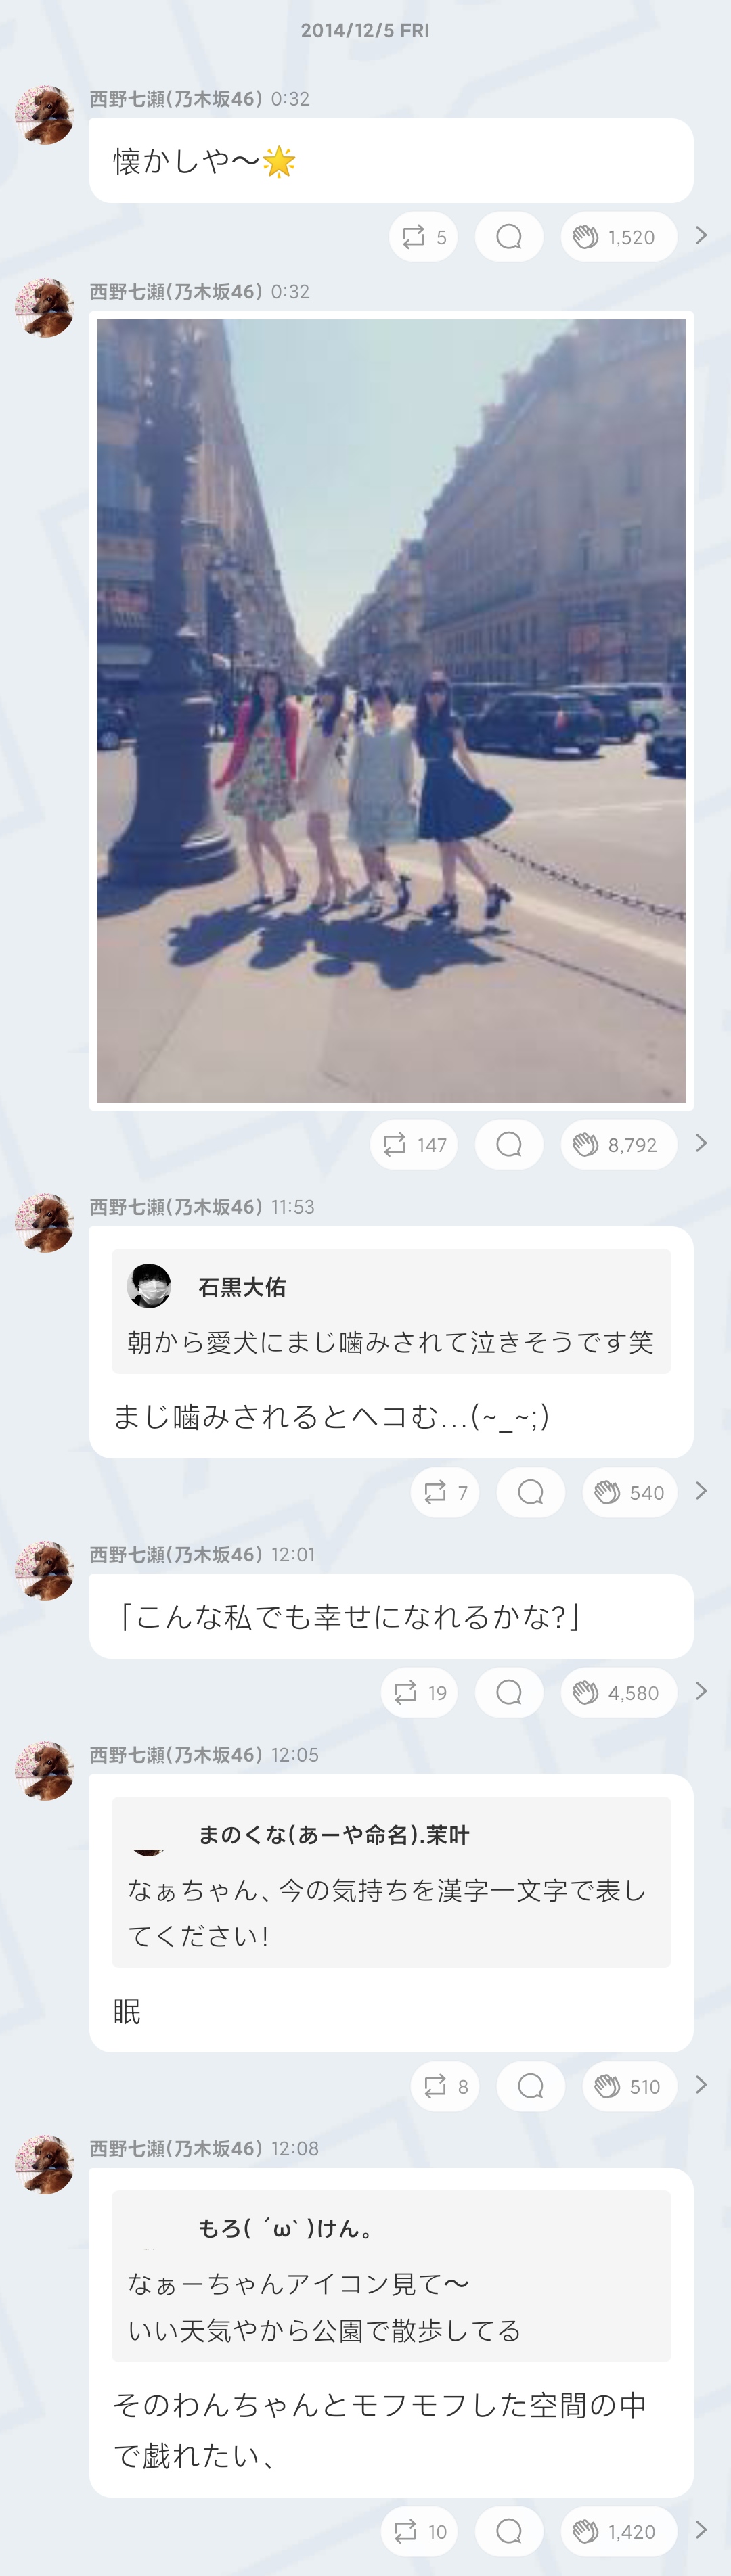 2014/12/5 FRI
西野七瀬(乃木坂46) 0:32
懐かしや〜🌟
5 1,520
西野七瀬(乃木坂46) 0:32
147 8,792
西野七瀬(乃木坂46) 11:53
石黒大佑
朝から愛犬にまじ噛みされて泣きそうです笑
まじ噛みされるとヘコむ...(~_~;)
7 540
西野七瀬(乃木坂46) 12:01
「こんな私でも幸せになれるかな?」
19 4,580
西野七瀬(乃木坂46) 12:05
まのくな(あーや命名).茉叶
なぁちゃん、今の気持ちを漢字一文字で表し
てください!
眠
8 510
西野七瀬(乃木坂46) 12:08
もろ( ´ω` )けん。
なぁーちゃんアイコン見て〜
いい天気やから公園で散歩してる
そのわんちゃんとモフモフした空間の中
で戯れたい、
10 1,420